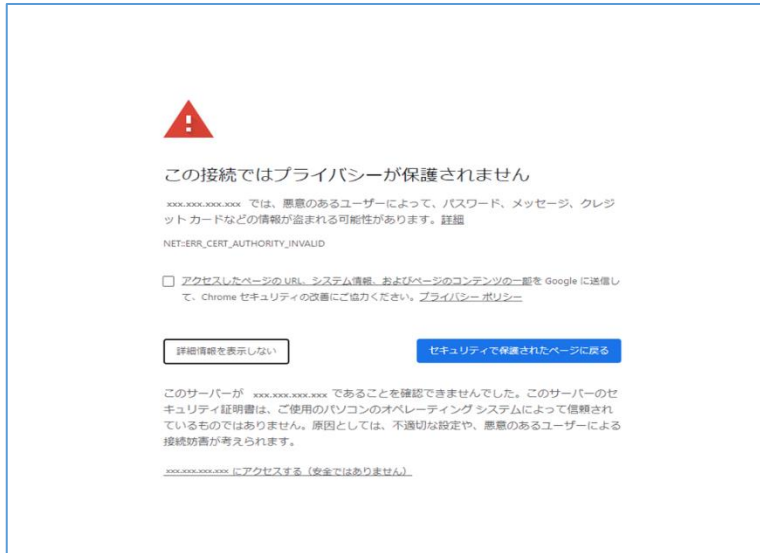 この接続ではプライバシーが保護されません
xxx.xxx.xxx.xxx では、悪意のあるユーザーによって、パスワード、メッセージ、クレジ
ット カードなどの情報が盗まれる可能性があります。詳細
NET::ERR_CERT_AUTHORITY_INVALID
アクセスしたページの URL、システム情報、およびページのコンテンツの一部を Google に送信し
て、Chrome セキュリティの改善にご協力ください。プライバシー ポリシー
詳細情報を表示しない
セキュリティで保護されたページに戻る
このサーバーが xxx.xxx.xxx.xxx であることを確認できませんでした。このサーバーのセ
キュリティ証明書は、ご使用のパソコンのオペレーティング システムによって信頼され
ているものではありません。原因としては、不適切な設定や、悪意のあるユーザーによる
接続妨害が考えられます。
xxx.xxx.xxx.xxx にアクセスする（安全ではありません）